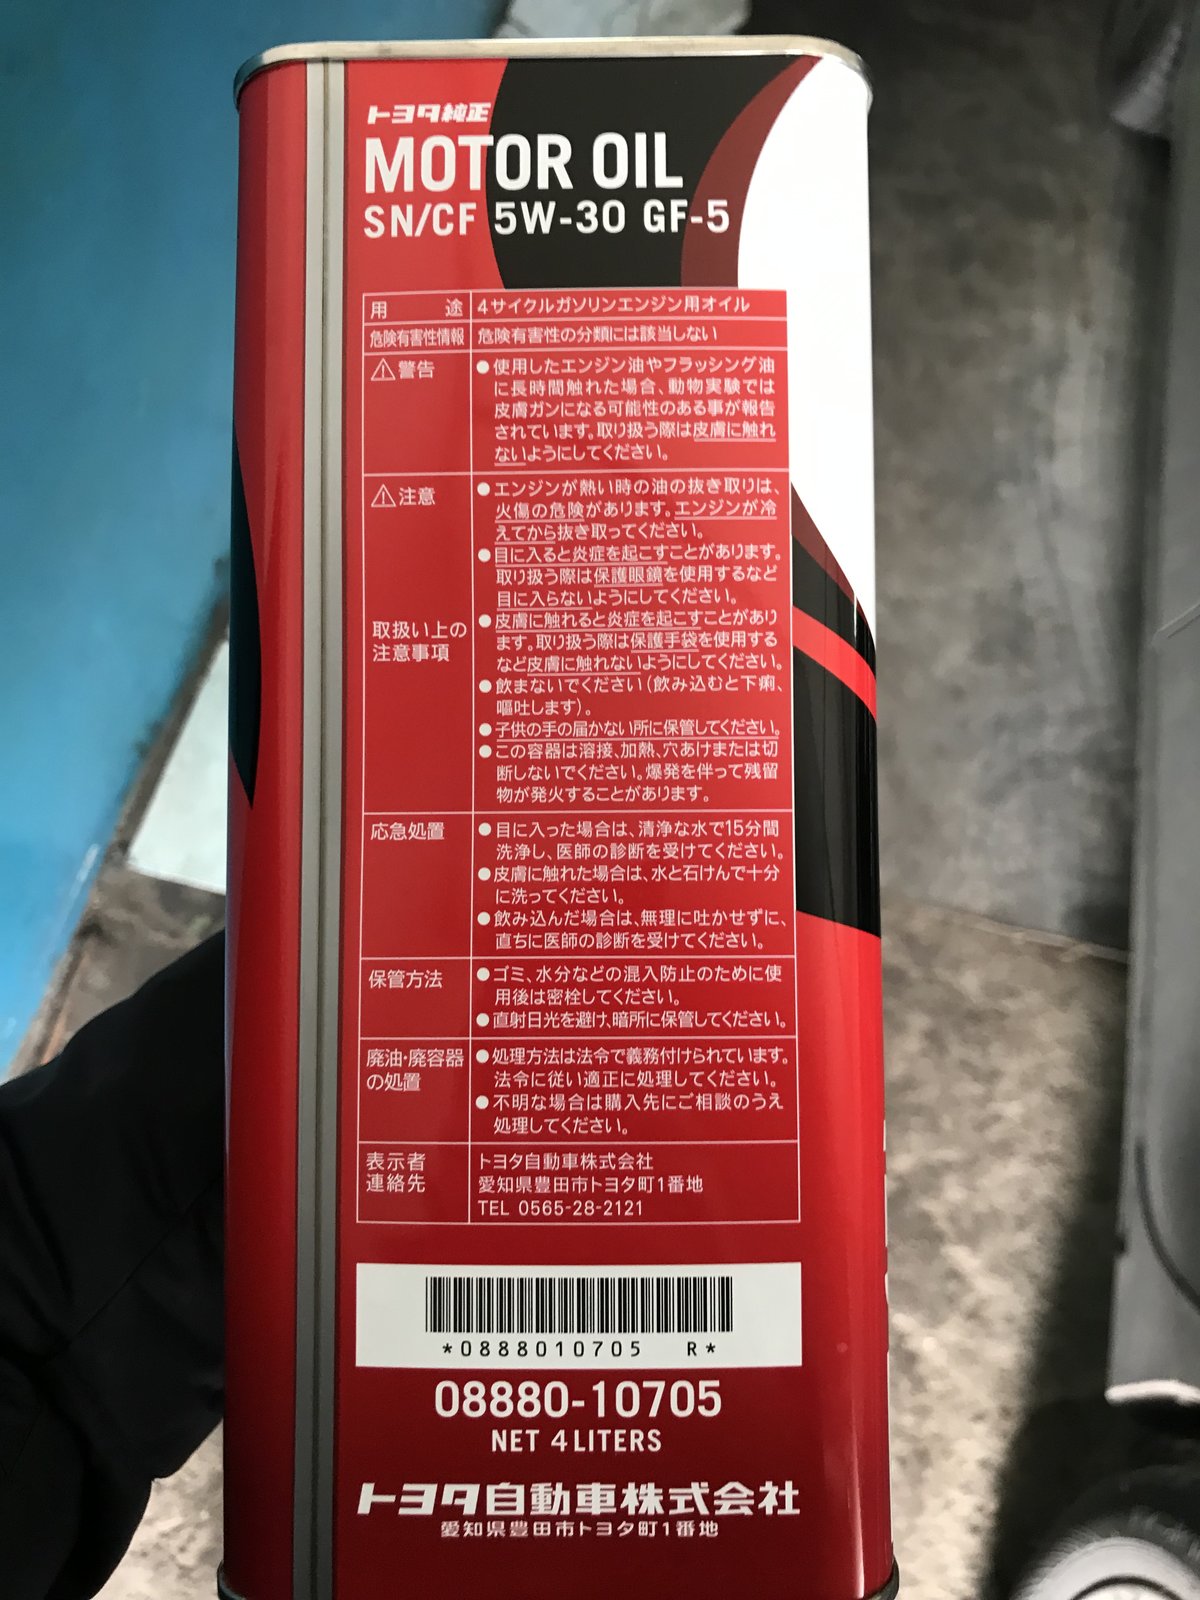 トヨタ純正
MOTOR OIL
SN/CF 5W-30 GF-5
用途 4サイクルガソリンエンジン用オイル
危険有害性情報 危険有害性の分類には該当しない
⚠警告
●使用したエンジン油やフラッシング油
に長時間触れた場合、動物実験では
皮膚ガンになる可能性のある事が報告
されています。取り扱う際は皮膚に触れ
ないようにしてください。
⚠注意
取扱い上の
注意事項
●エンジンが熱い時の油の抜き取りは、
火傷の危険があります。エンジンが冷
えてから抜き取ってください。
●目に入ると炎症を起こすことがあります。
取り扱う際は保護眼鏡を使用するなど
目に入らないようにしてください。
●皮膚に触れると炎症を起こすことがあり
ます。取り扱う際は保護手袋を使用する
など皮膚に触れないようにしてください。
●飲まないでください(飲み込むと下痢、
嘔吐します)。
●子供の手の届かない所に保管してください。
●この容器は溶接、加熱、穴あけまたは切
断しないでください。爆発を伴って残留
物が発火することがあります。
応急処置
●目に入った場合は、清浄な水で15分間
洗浄し、医師の診断を受けてください。
●皮膚に触れた場合は、水と石けんで十分
に洗ってください。
●飲み込んだ場合は、無理に吐かせずに、
直ちに医師の診断を受けてください。
保管方法
●ゴミ、水分などの混入防止のために使
用後は密栓してください。
●直射日光を避け、暗所に保管してください。
廃油・廃容器
の処置
●処理方法は法令で義務付けられています。
法令に従い適正に処理してください。
●不明な場合は購入先にご相談のうえ
処理してください。
表示者
連絡先
トヨタ自動車株式会社
愛知県豊田市トヨタ町1番地
TEL 0565-28-2121
*0888010705 R*
08880-10705
NET 4LITERS
トヨタ自動車株式会社
愛知県豊田市トヨタ町1番地